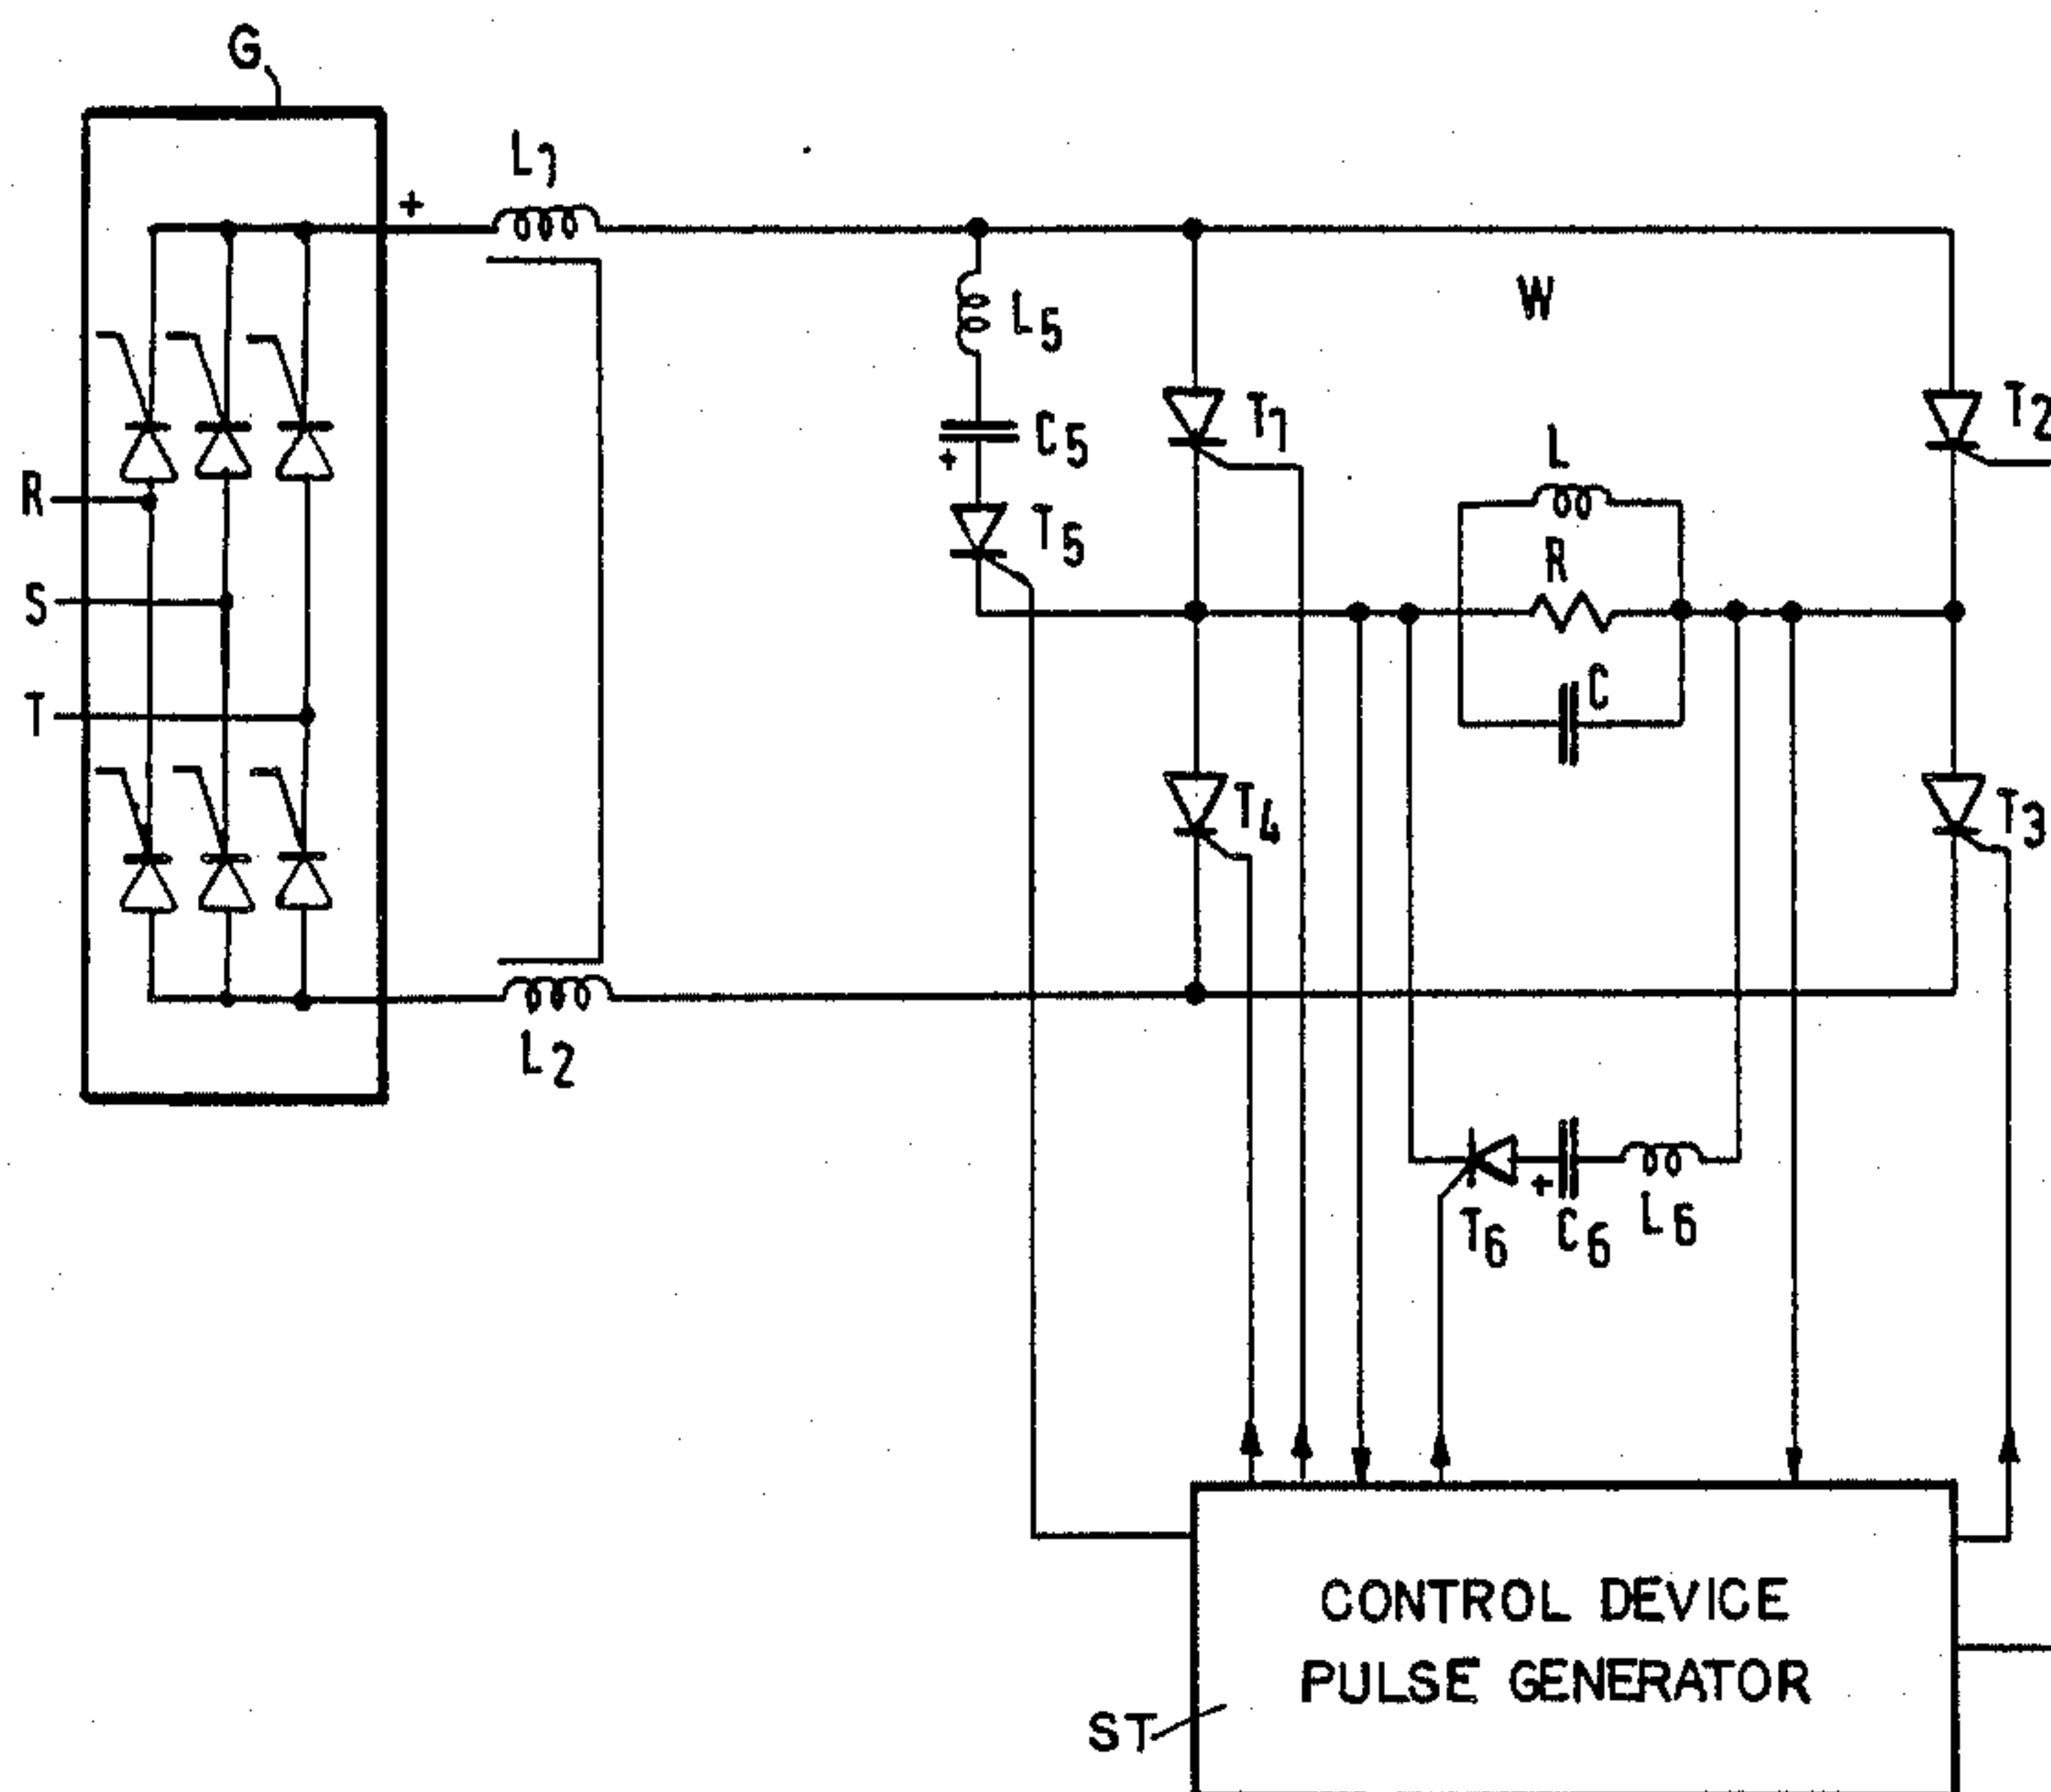 G
+
L1
L5
W
C5
+
T1
T2
T5
L
R
C
R
S
T
T4
T3
L2
+
T6
C6
L6
CONTROL DEVICE
PULSE GENERATOR
ST